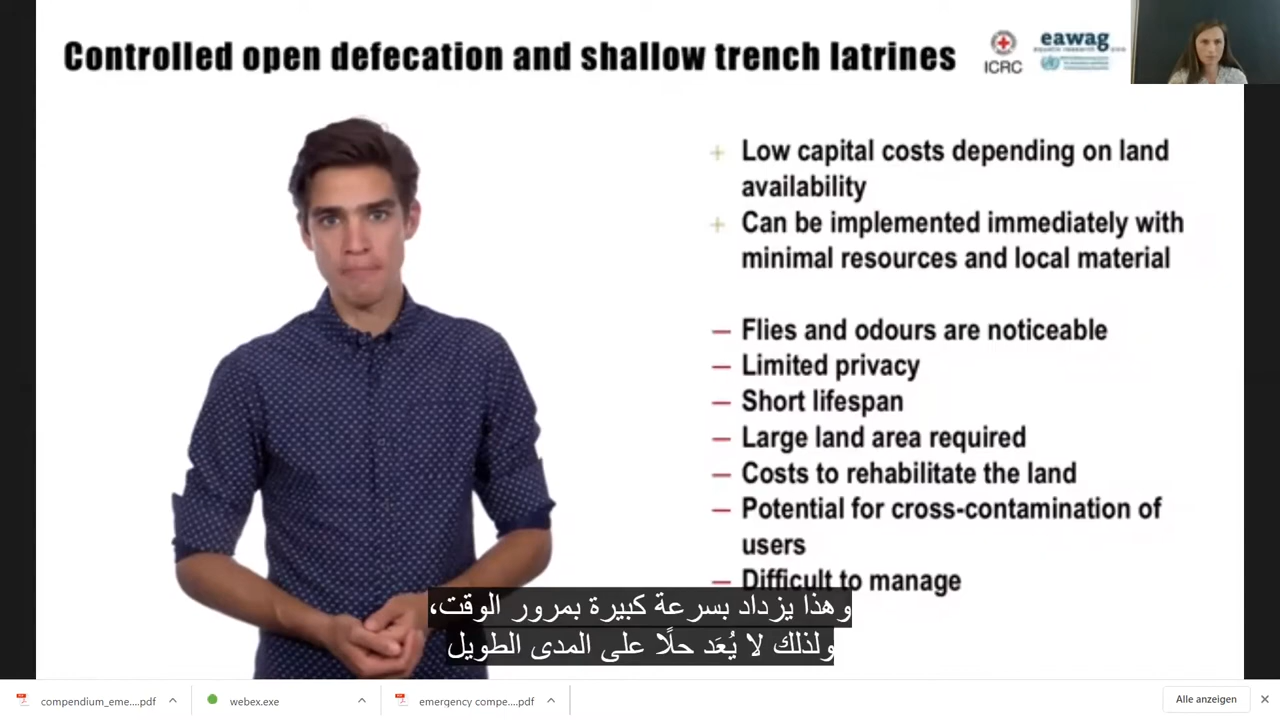 Controlled open defecation and shallow trench latrines
ICRC
eawag
+ Low capital costs depending on land
availability
+ Can be implemented immediately with
minimal resources and local material
— Flies and odours are noticeable
— Limited privacy
— Short lifespan
— Large land area required
— Costs to rehabilitate the land
— Potential for cross-contamination of
users
— Difficult to manage
وهذا يزداد بسرعة كبيرة بمرور الوقت،
ولذلك لا يُعَد حلًا على المدى الطويل
compendium_eme....pdf
webex.exe
emergency compe....pdf
Alle anzeigen